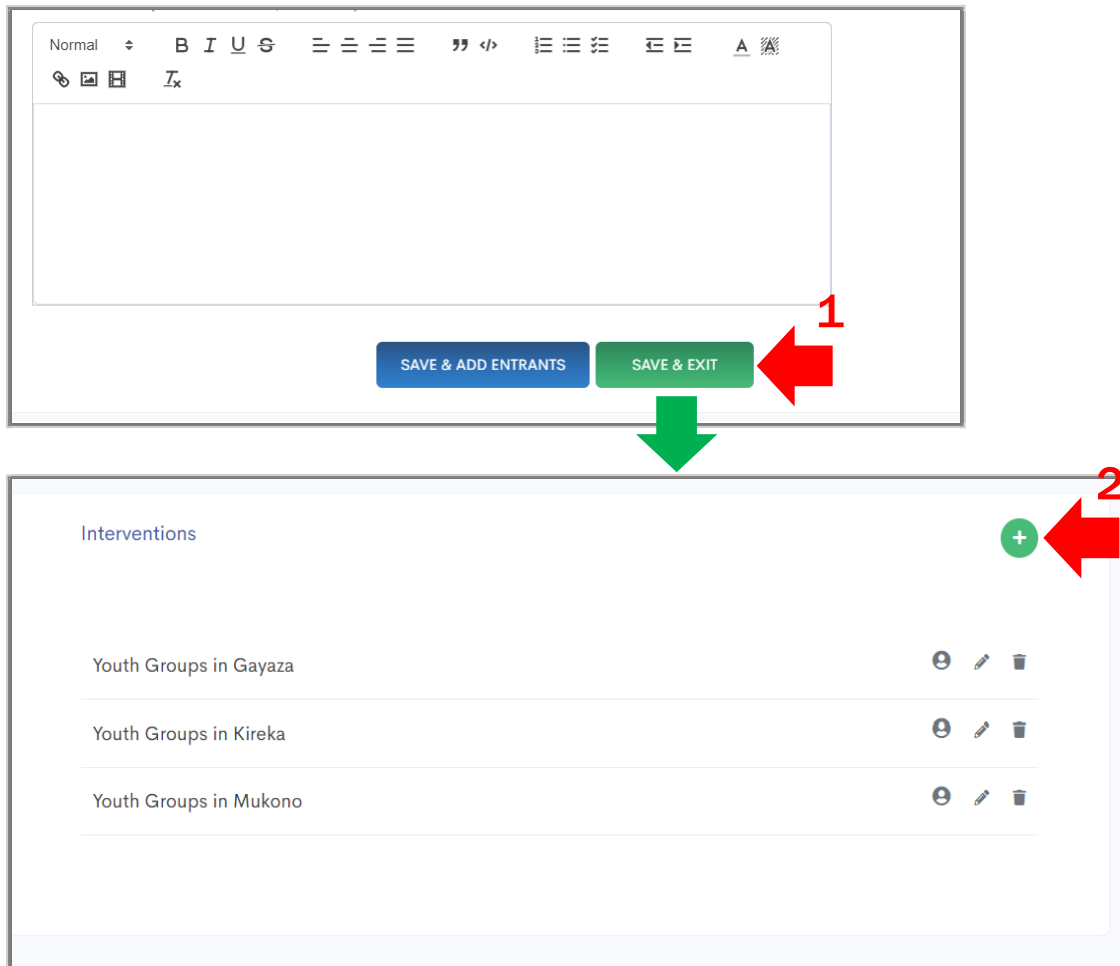 Normal
1
SAVE & ADD ENTRANTS SAVE & EXIT
2
Interventions
Youth Groups in Gayaza
Youth Groups in Kireka
Youth Groups in Mukono